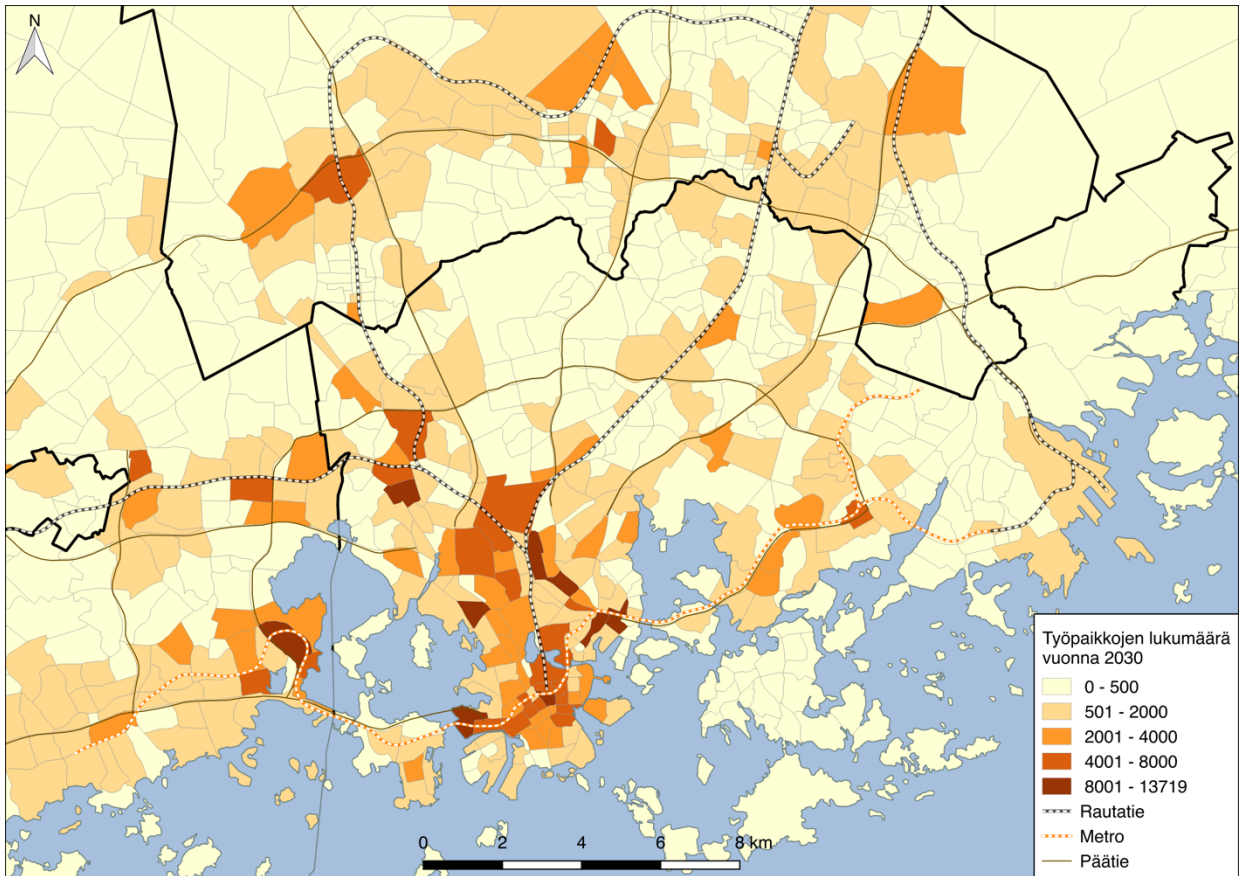 N
Työpaikkojen lukumäärä
vuonna 2030
0 - 500
501 - 2000
2001 - 4000
4001 - 8000
8001 - 13719
Rautatie
Metro
Päätie
0 2 4 6 8 km